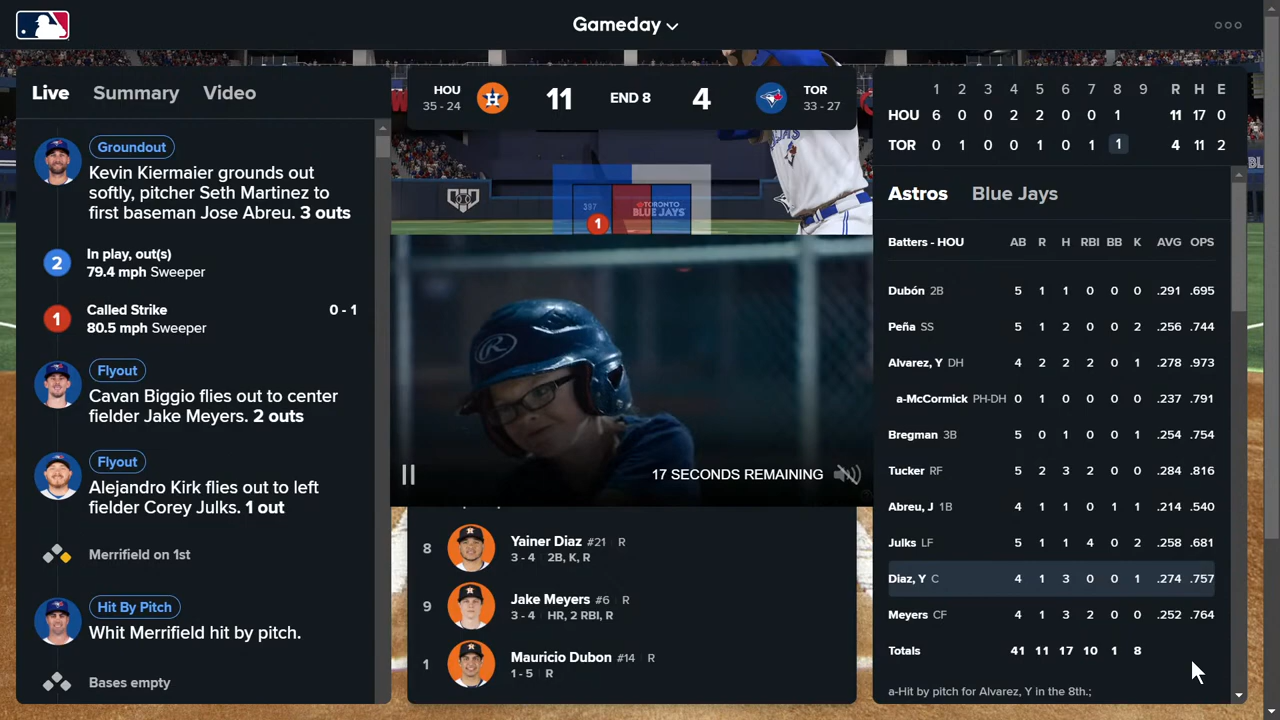 Gameday
Live Summary Video
Groundout
Kevin Kiermaier grounds out
softly, pitcher Seth Martinez to
first baseman Jose Abreu. 3 outs
2
In play, out(s)
79.4 mph Sweeper
1
Called Strike 0 - 1
80.5 mph Sweeper
Flyout
Cavan Biggio flies out to center
fielder Jake Meyers. 2 outs
Flyout
Alejandro Kirk flies out to left
fielder Corey Julks. 1 out
Merrifield on 1st
Hit By Pitch
Whit Merrifield hit by pitch.
Bases empty
HOU
35 - 24
11 END 8 4
TOR
33 - 27
397
TORONTO
BLUE JAYS
1
R
17 SECONDS REMAINING
8 Yainer Diaz #21 R
3 - 4 2B, K, R
9 Jake Meyers #6 R
3 - 4 HR, 2 RBI, R
1 Mauricio Dubon #14 R
1 - 5 R
1 2 3 4 5 6 7 8 9 R H E
HOU 6 0 0 2 2 0 0 1 11 17 0
TOR 0 1 0 0 1 0 1 1 4 11 2
Astros Blue Jays
Batters - HOU AB R H RBI BB K AVG OPS
Dubón 2B 5 1 1 0 0 0 .291 .695
Peña SS 5 1 2 0 0 2 .256 .744
Alvarez, Y DH 4 2 2 2 0 1 .278 .973
a-McCormick PH-DH 0 1 0 0 0 0 .237 .791
Bregman 3B 5 0 1 0 0 1 .254 .754
Tucker RF 5 2 3 2 0 0 .284 .816
Abreu, J 1B 4 1 1 0 1 1 .214 .540
Julks LF 5 1 1 4 0 2 .258 .681
Diaz, Y C 4 1 3 0 0 1 .274 .757
Meyers CF 4 1 3 2 0 0 .252 .764
Totals 41 11 17 10 1 8
a-Hit by pitch for Alvarez, Y in the 8th.;